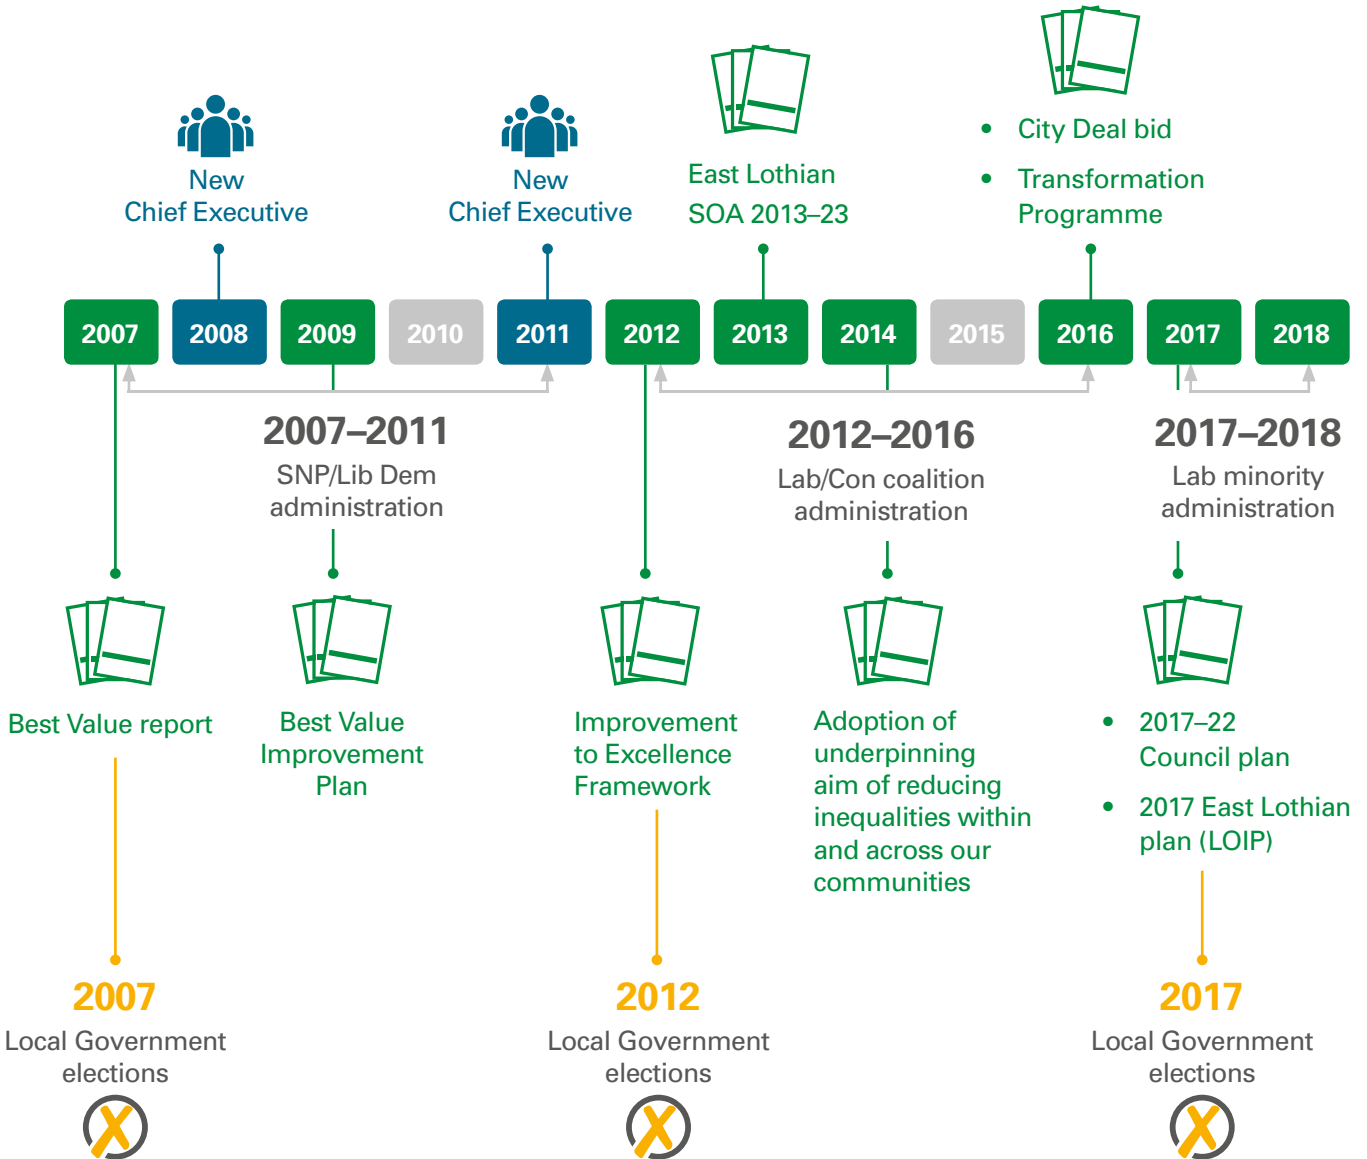 New
Chief Executive
New
Chief Executive
East Lothian
SOA 2013–23
• City Deal bid
• Transformation
Programme
2007
2008
2009
2010
2011
2012
2013
2014
2015
2016
2017
2018
2007–2011
SNP/Lib Dem
administration
2012–2016
Lab/Con coalition
administration
2017–2018
Lab minority
administration
Best Value report
Best Value
Improvement
Plan
Improvement
to Excellence
Framework
Adoption of
underpinning
aim of reducing
inequalities within
and across our
communities
• 2017–22
Council plan
• 2017 East Lothian
plan (LOIP)
2007
Local Government
elections
2012
Local Government
elections
2017
Local Government
elections